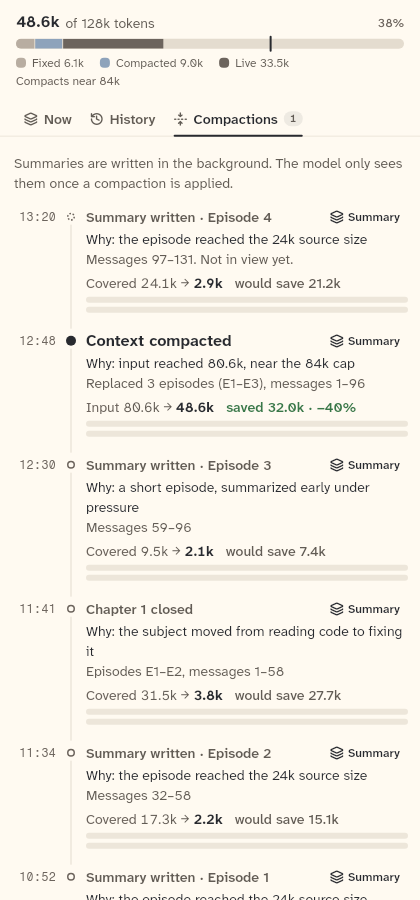 48.6k of 128k tokens 38%
Fixed 6.1k Compacted 9.0k Live 33.5k
Compacts near 84k
Now History Compactions 1
Summaries are written in the background. The model only sees
them once a compaction is applied.
13:20 Summary written · Episode 4 Summary
Why: the episode reached the 24k source size
Messages 97–131. Not in view yet.
Covered 24.1k → 2.9k would save 21.2k
12:48 Context compacted Summary
Why: input reached 80.6k, near the 84k cap
Replaced 3 episodes (E1–E3), messages 1–96
Input 80.6k → 48.6k saved 32.0k · −40%
12:30 Summary written · Episode 3 Summary
Why: a short episode, summarized early under
pressure
Messages 59–96
Covered 9.5k → 2.1k would save 7.4k
11:41 Chapter 1 closed Summary
Why: the subject moved from reading code to fixing
it
Episodes E1–E2, messages 1–58
Covered 31.5k → 3.8k would save 27.7k
11:34 Summary written · Episode 2 Summary
Why: the episode reached the 24k source size
Messages 32–58
Covered 17.3k → 2.2k would save 15.1k
10:52 Summary written · Episode 1 Summary
Why: the episode reached the 24k source size